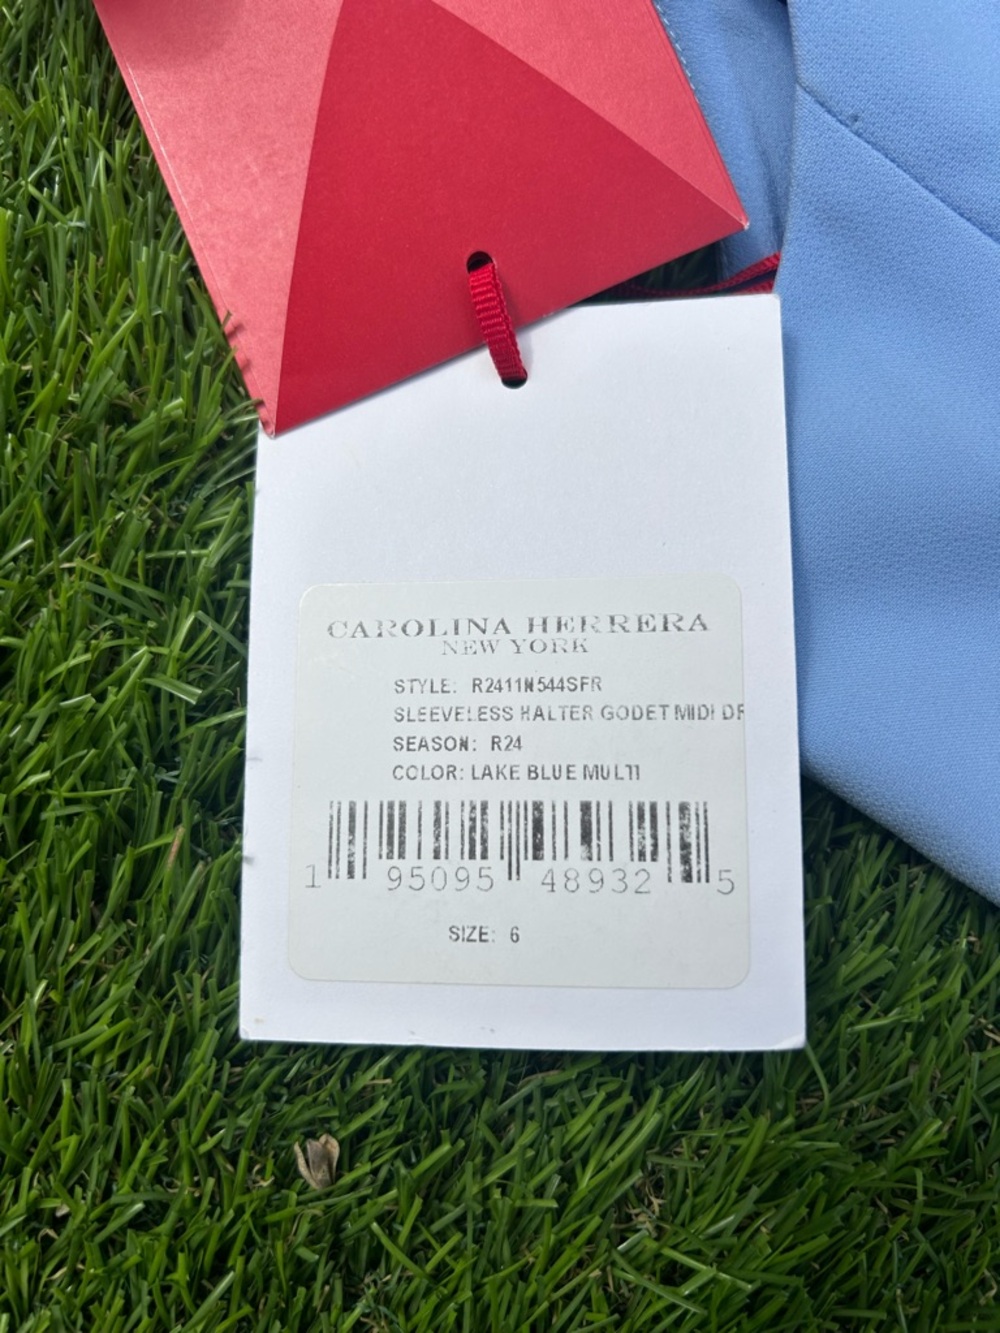 CAROLINA HERRERA
NEW YORK
STYLE: R2411N544SFR
SLEEVELESS HALTER GODET MIDI DR
SEASON: R24
COLOR: LAKE BLUE MULTI
1 95095 48932 5
SIZE: 6